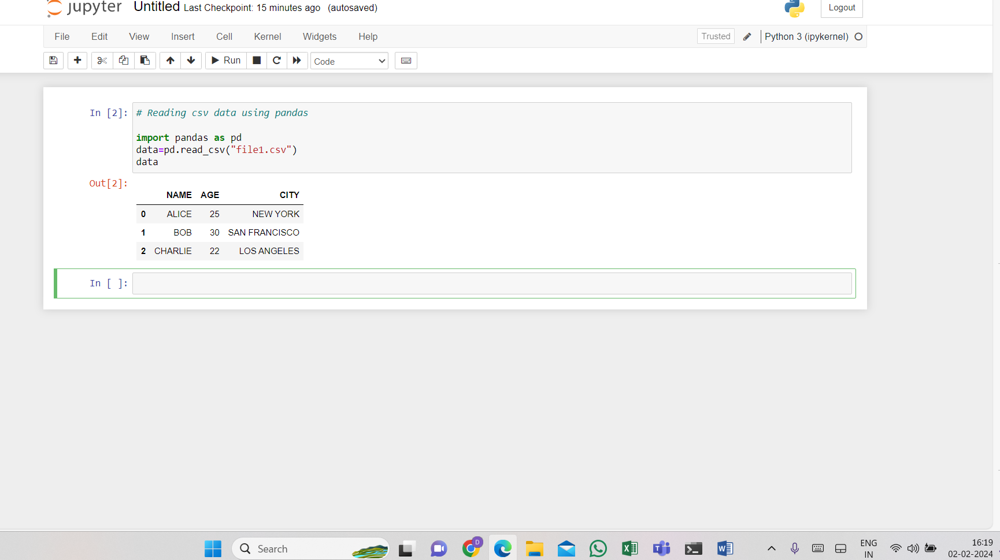 jupyter Untitled Last Checkpoint: 15 minutes ago (autosaved) Logout
File Edit View Insert Cell Kernel Widgets Help Trusted Python 3 (ipykernel)
Run Code
In [2]: # Reading csv data using pandas
import pandas as pd
data=pd.read_csv("file1.csv")
data
Out[2]:
NAME AGE CITY
0 ALICE 25 NEW YORK
1 BOB 30 SAN FRANCISCO
2 CHARLIE 22 LOS ANGELES
In [ ]:
Search D ENG 16:19
IN 02-02-2024